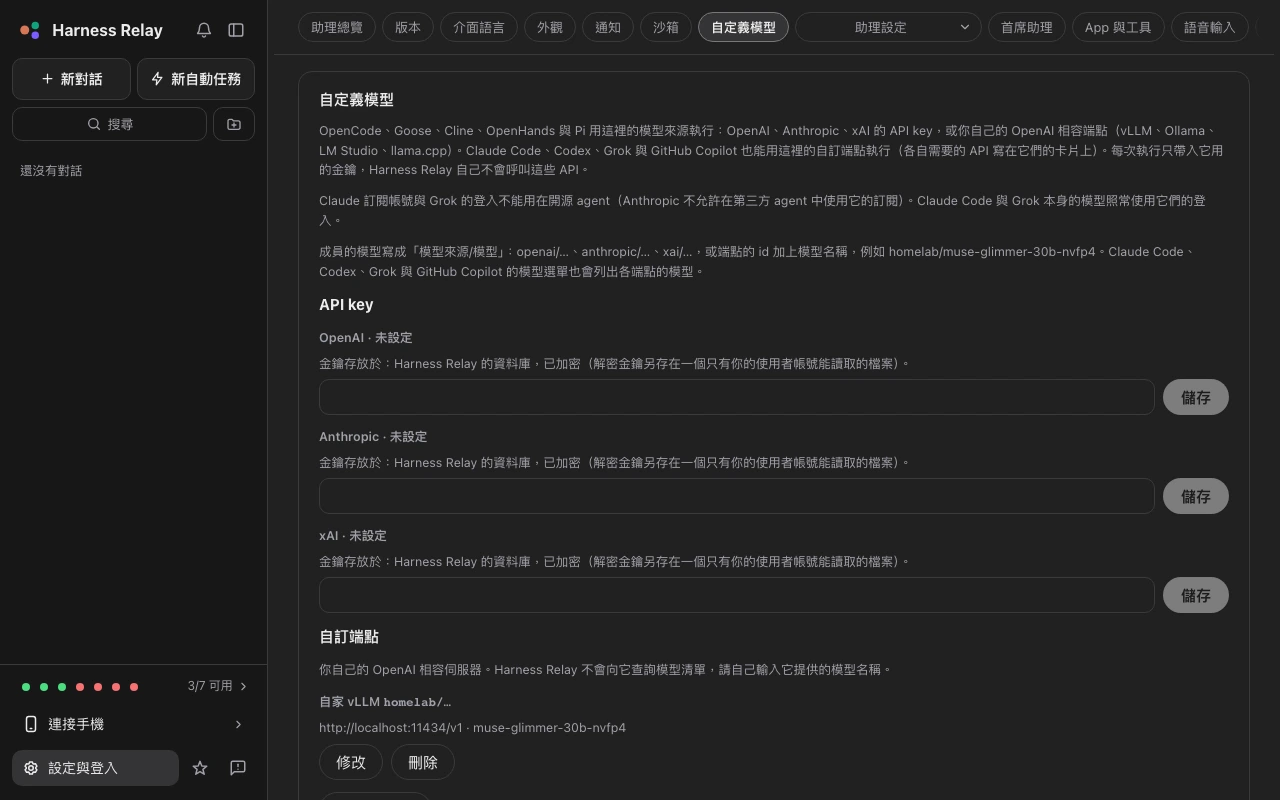 Harness Relay
新對話
新自動任務
搜尋
還沒有對話
3/7 可用
連接手機
設定與登入
助理總覽
版本
介面語言
外觀
通知
沙箱
自定義模型
助理設定
首席助理
App 與工具
語音輸入
自定義模型
OpenCode、Goose、Cline、OpenHands 與 Pi 用這裡的模型來源執行：OpenAI、Anthropic、xAI 的 API key，或你自己的 OpenAI 相容端點（vLLM、Ollama、
LM Studio、llama.cpp）。Claude Code、Codex、Grok 與 GitHub Copilot 也能用這裡的自訂端點執行（各自需要的 API 寫在它們的卡片上）。每次執行只帶入它用
的金鑰，Harness Relay 自己不會呼叫這些 API。
Claude 訂閱帳號與 Grok 的登入不能用在開源 agent（Anthropic 不允許在第三方 agent 中使用它的訂閱）。Claude Code 與 Grok 本身的模型照常使用它們的登
入。
成員的模型寫成「模型來源/模型」：openai/…、anthropic/…、xai/…，或端點的 id 加上模型名稱，例如 homelab/muse-glimmer-30b-nvfp4。Claude Code、
Codex、Grok 與 GitHub Copilot 的模型選單也會列出各端點的模型。
API key
OpenAI · 未設定
金鑰存放於：Harness Relay 的資料庫，已加密（解密金鑰另存在一個只有你的使用者帳號能讀取的檔案）。
儲存
Anthropic · 未設定
金鑰存放於：Harness Relay 的資料庫，已加密（解密金鑰另存在一個只有你的使用者帳號能讀取的檔案）。
儲存
xAI · 未設定
金鑰存放於：Harness Relay 的資料庫，已加密（解密金鑰另存在一個只有你的使用者帳號能讀取的檔案）。
儲存
自訂端點
你自己的 OpenAI 相容伺服器。Harness Relay 不會向它查詢模型清單，請自己輸入它提供的模型名稱。
自家 vLLM homelab/…
http://localhost:11434/v1 · muse-glimmer-30b-nvfp4
修改
刪除